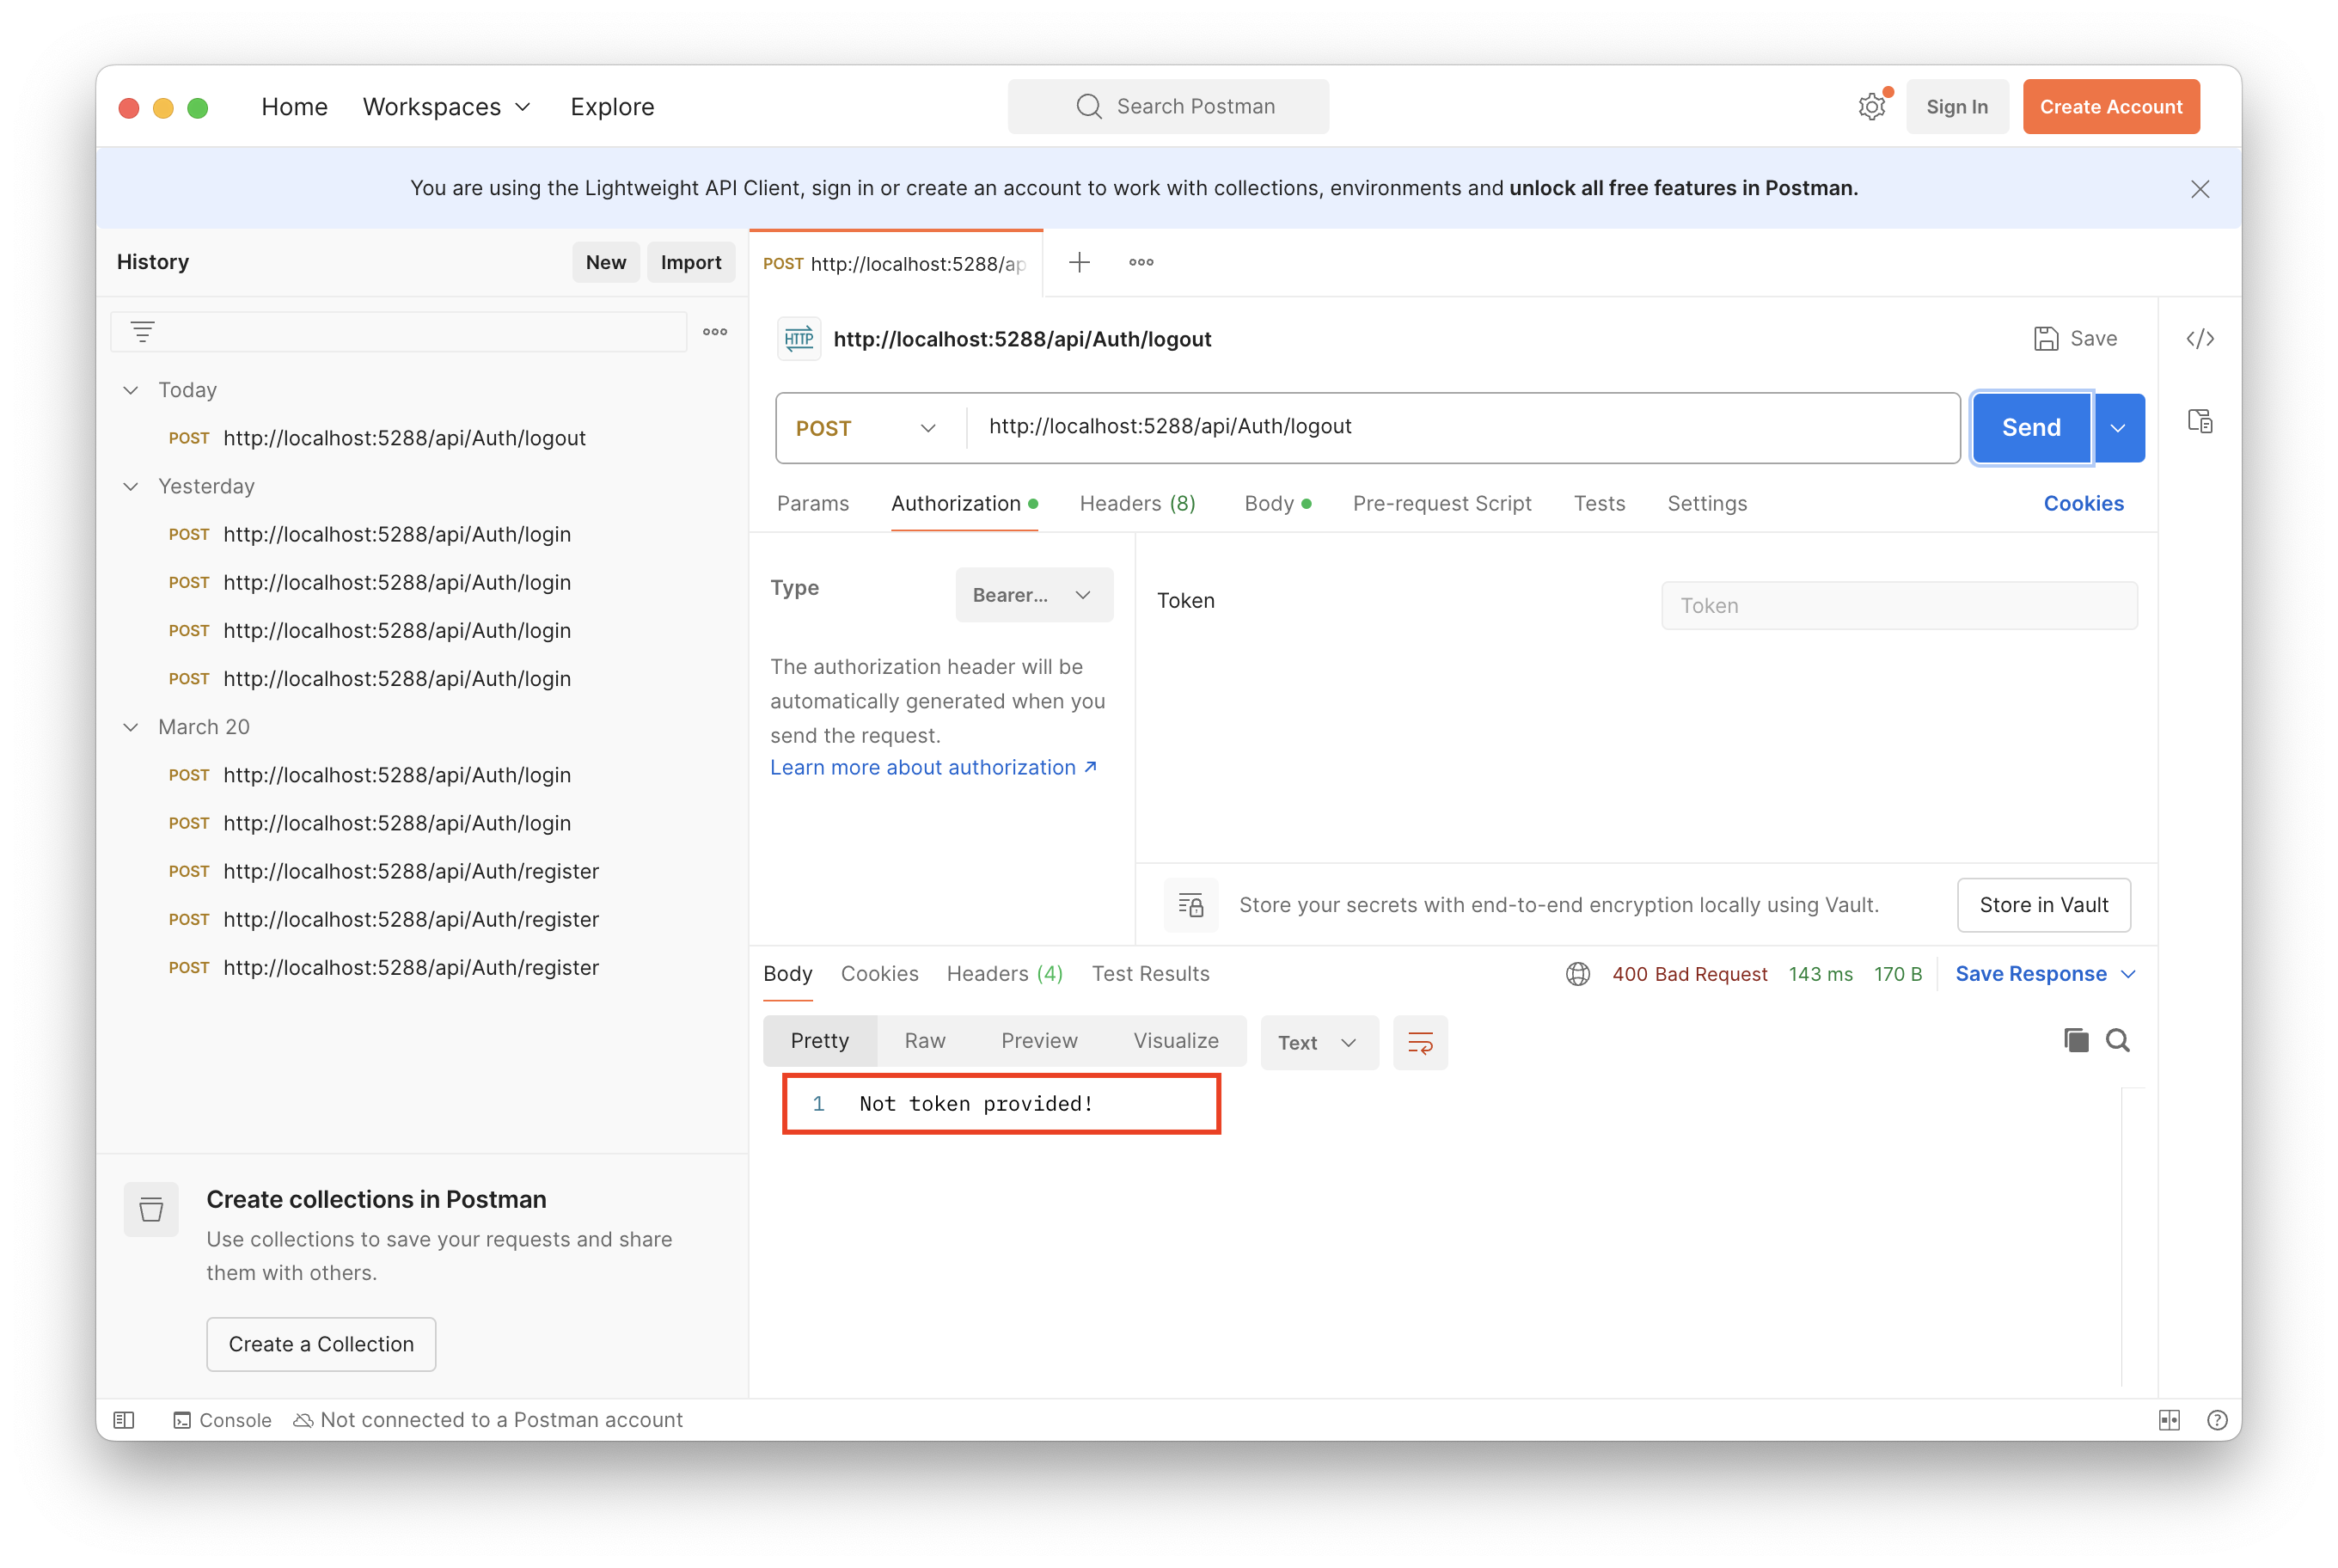 Home Workspaces Explore
Search Postman
Sign In
Create Account
You are using the Lightweight API Client, sign in or create an account to work with collections, environments and unlock all free features in Postman.
History
New
Import
Today
POST http://localhost:5288/api/Auth/logout
Yesterday
POST http://localhost:5288/api/Auth/login
POST http://localhost:5288/api/Auth/login
POST http://localhost:5288/api/Auth/login
POST http://localhost:5288/api/Auth/login
March 20
POST http://localhost:5288/api/Auth/login
POST http://localhost:5288/api/Auth/login
POST http://localhost:5288/api/Auth/register
POST http://localhost:5288/api/Auth/register
POST http://localhost:5288/api/Auth/register
Create collections in Postman
Use collections to save your requests and share
them with others.
Create a Collection
POST http://localhost:5288/ap
HTTP http://localhost:5288/api/Auth/logout
Save
</>
POST http://localhost:5288/api/Auth/logout
Send
Params Authorization Headers (8) Body Pre-request Script Tests Settings
Cookies
Type
Bearer...
The authorization header will be
automatically generated when you
send the request.
Learn more about authorization ↗
Token
Token
Store your secrets with end-to-end encryption locally using Vault.
Store in Vault
Body Cookies Headers (4) Test Results
400 Bad Request 143 ms 170 B
Save Response
Pretty Raw Preview Visualize
Text
1 Not token provided!
Console
Not connected to a Postman account